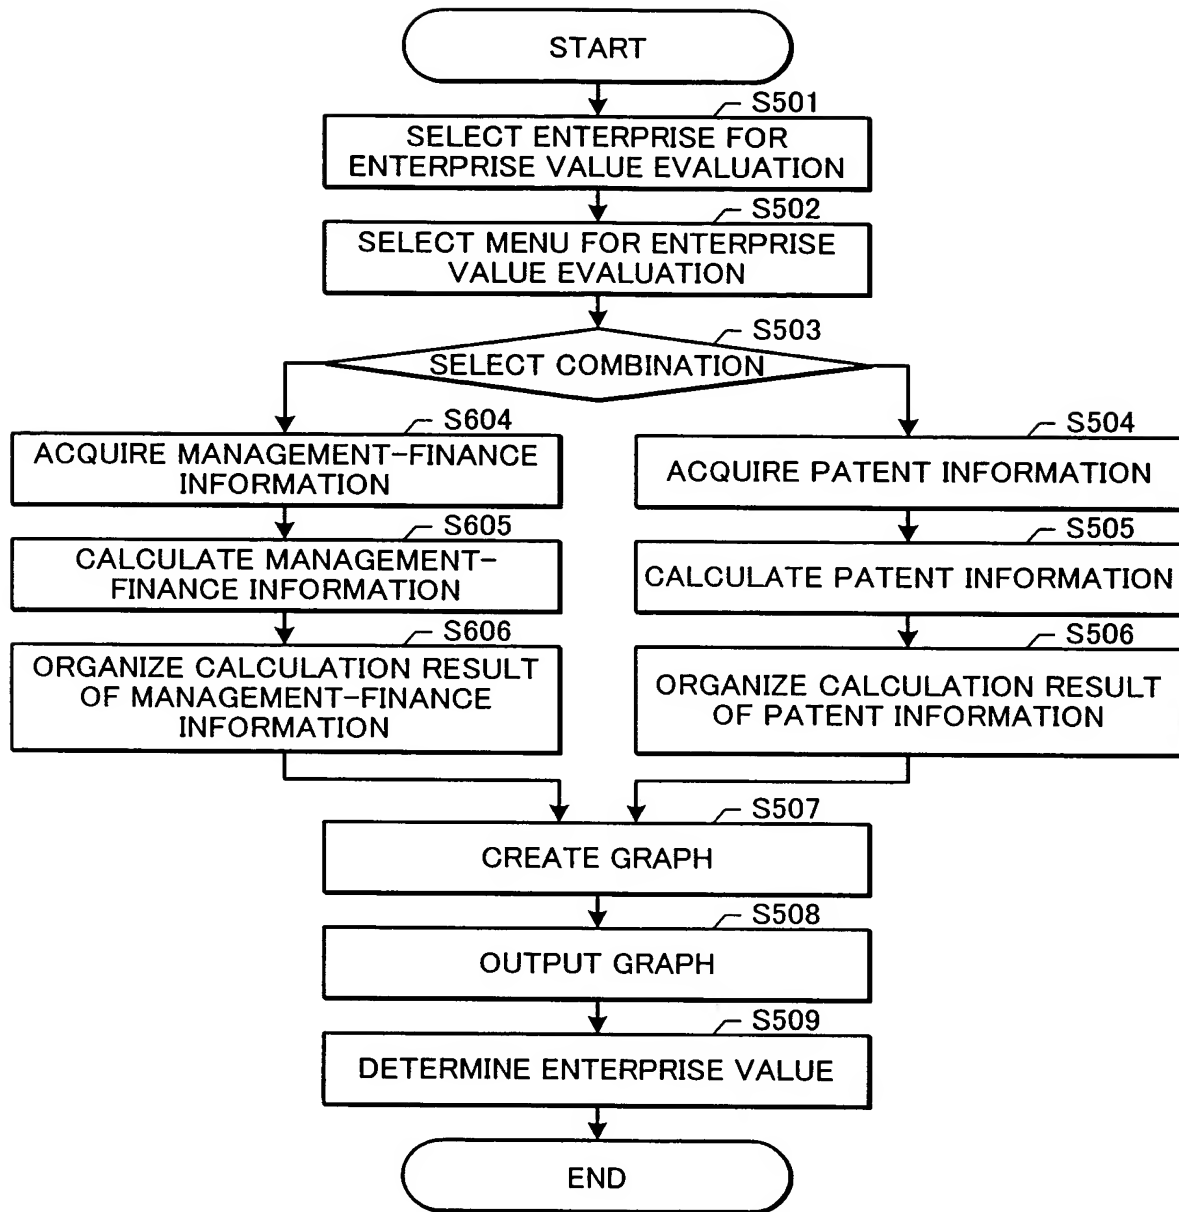 START
S501
SELECT ENTERPRISE FOR
ENTERPRISE VALUE EVALUATION
S502
SELECT MENU FOR ENTERPRISE
VALUE EVALUATION
S503
SELECT COMBINATION
S604
ACQUIRE MANAGEMENT-FINANCE
INFORMATION
S605
CALCULATE MANAGEMENT-
FINANCE INFORMATION
S606
ORGANIZE CALCULATION RESULT
OF MANAGEMENT-FINANCE
INFORMATION
S504
ACQUIRE PATENT INFORMATION
S505
CALCULATE PATENT INFORMATION
S506
ORGANIZE CALCULATION RESULT
OF PATENT INFORMATION
S507
CREATE GRAPH
S508
OUTPUT GRAPH
S509
DETERMINE ENTERPRISE VALUE
END